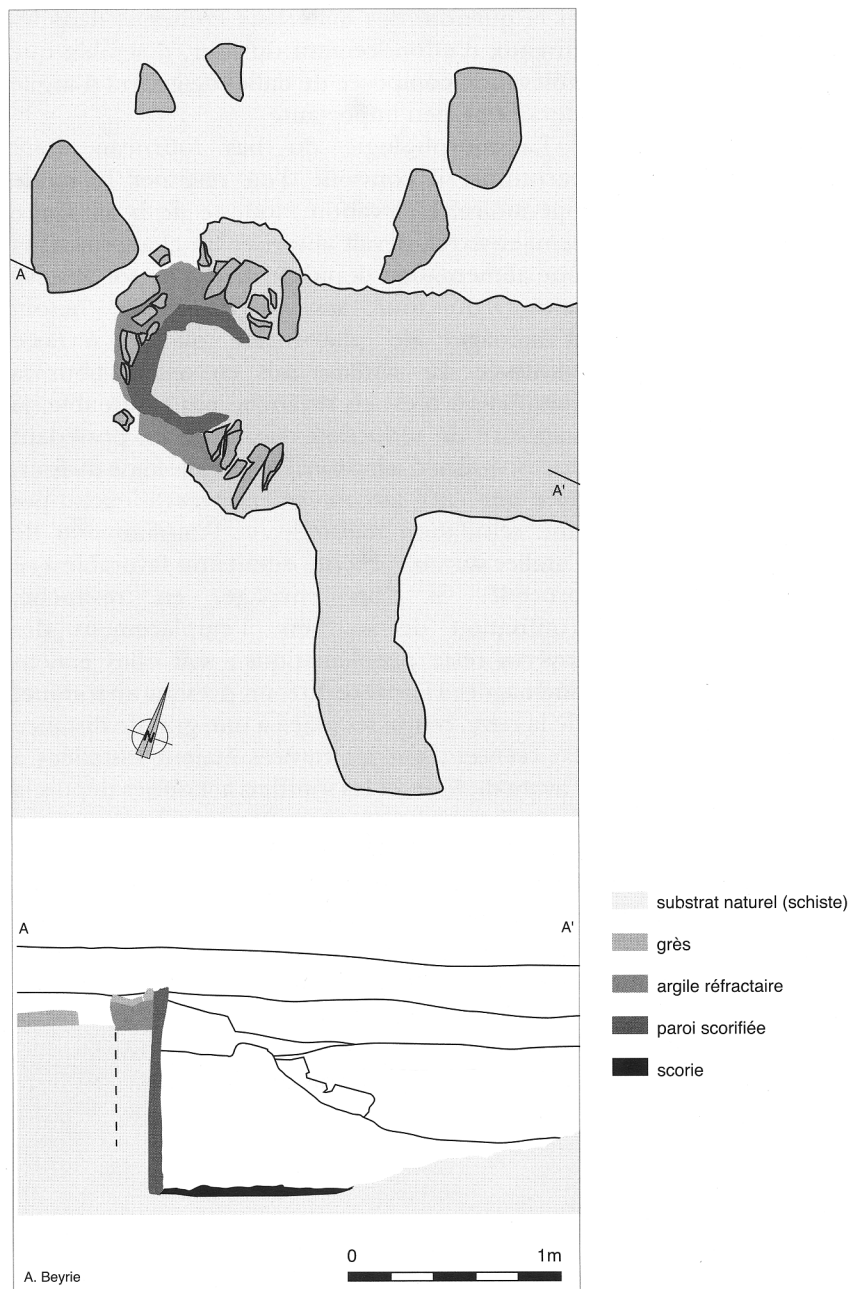 A
A'
N
A
A'
substrat naturel (schiste)
grès
argile réfractaire
paroi scorifiée
scorie
0
1m
A. Beyrie